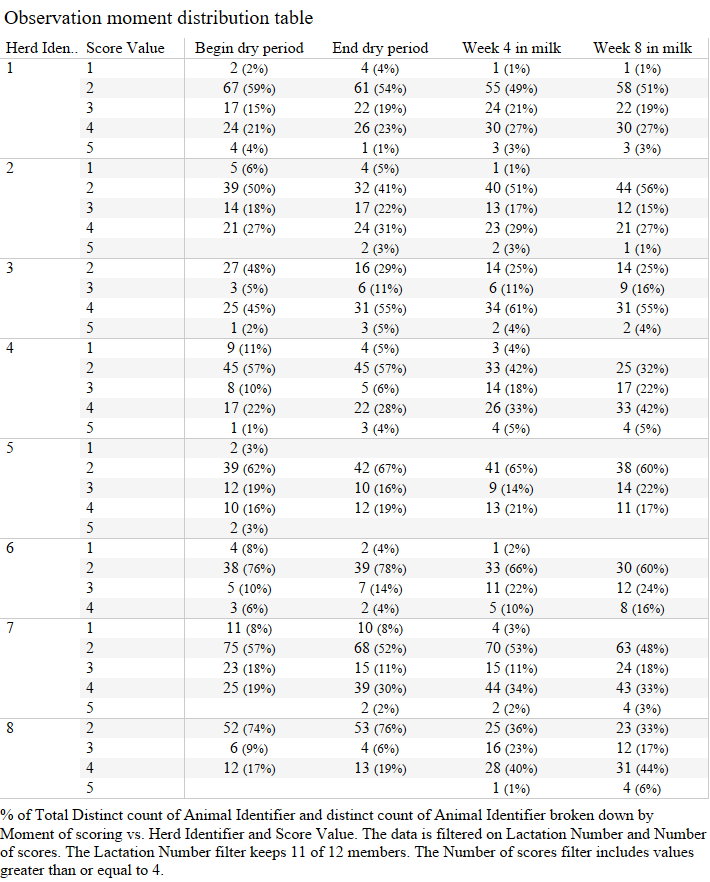 Observation moment distribution table
Herd Iden.. Score Value Begin dry period End dry period Week 4 in milk Week 8 in milk
1 1 2 (2%) 4 (4%) 1 (1%) 1 (1%)
2 67 (59%) 61 (54%) 55 (49%) 58 (51%)
3 17 (15%) 22 (19%) 24 (21%) 22 (19%)
4 24 (21%) 26 (23%) 30 (27%) 30 (27%)
5 4 (4%) 1 (1%) 3 (3%) 3 (3%)
2 1 5 (6%) 4 (5%) 1 (1%)
2 39 (50%) 32 (41%) 40 (51%) 44 (56%)
3 14 (18%) 17 (22%) 13 (17%) 12 (15%)
4 21 (27%) 24 (31%) 23 (29%) 21 (27%)
5 2 (3%) 2 (3%) 1 (1%)
3 2 27 (48%) 16 (29%) 14 (25%) 14 (25%)
3 3 (5%) 6 (11%) 6 (11%) 9 (16%)
4 25 (45%) 31 (55%) 34 (61%) 31 (55%)
5 1 (2%) 3 (5%) 2 (4%) 2 (4%)
4 1 9 (11%) 4 (5%) 3 (4%)
2 45 (57%) 45 (57%) 33 (42%) 25 (32%)
3 8 (10%) 5 (6%) 14 (18%) 17 (22%)
4 17 (22%) 22 (28%) 26 (33%) 33 (42%)
5 1 (1%) 3 (4%) 4 (5%) 4 (5%)
5 1 2 (3%)
2 39 (62%) 42 (67%) 41 (65%) 38 (60%)
3 12 (19%) 10 (16%) 9 (14%) 14 (22%)
4 10 (16%) 12 (19%) 13 (21%) 11 (17%)
5 2 (3%)
6 1 4 (8%) 2 (4%) 1 (2%)
2 38 (76%) 39 (78%) 33 (66%) 30 (60%)
3 5 (10%) 7 (14%) 11 (22%) 12 (24%)
4 3 (6%) 2 (4%) 5 (10%) 8 (16%)
7 1 11 (8%) 10 (8%) 4 (3%)
2 75 (57%) 68 (52%) 70 (53%) 63 (48%)
3 23 (18%) 15 (11%) 15 (11%) 24 (18%)
4 25 (19%) 39 (30%) 44 (34%) 43 (33%)
5 2 (2%) 2 (2%) 4 (3%)
8 2 52 (74%) 53 (76%) 25 (36%) 23 (33%)
3 6 (9%) 4 (6%) 16 (23%) 12 (17%)
4 12 (17%) 13 (19%) 28 (40%) 31 (44%)
5 1 (1%) 4 (6%)
% of Total Distinct count of Animal Identifier and distinct count of Animal Identifier broken down by
Moment of scoring vs. Herd Identifier and Score Value. The data is filtered on Lactation Number and Number
of scores. The Lactation Number filter keeps 11 of 12 members. The Number of scores filter includes values
greater than or equal to 4.